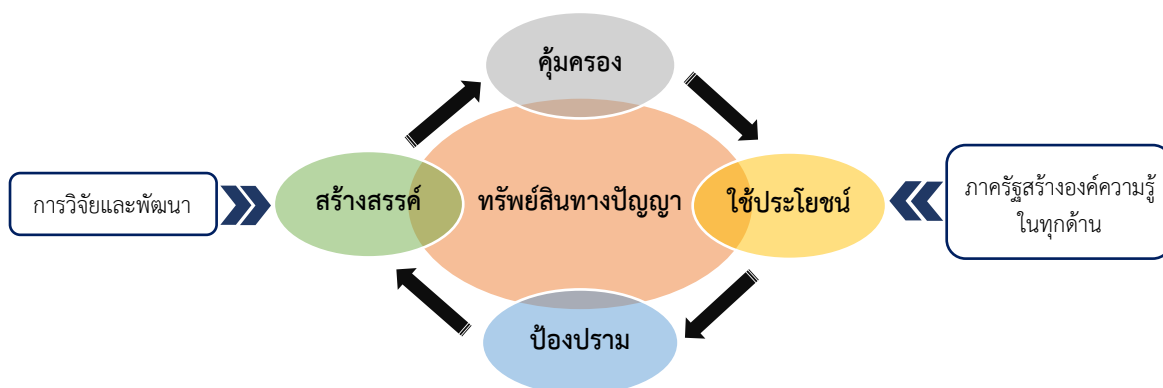 คุ้มครอง
การวิจัยและพัฒนา
สร้างสรรค์
ทรัพย์สินทางปัญญา
ใช้ประโยชน์
ภาครัฐสร้างองค์ความรู้
ในทุกด้าน
ป้องปราม